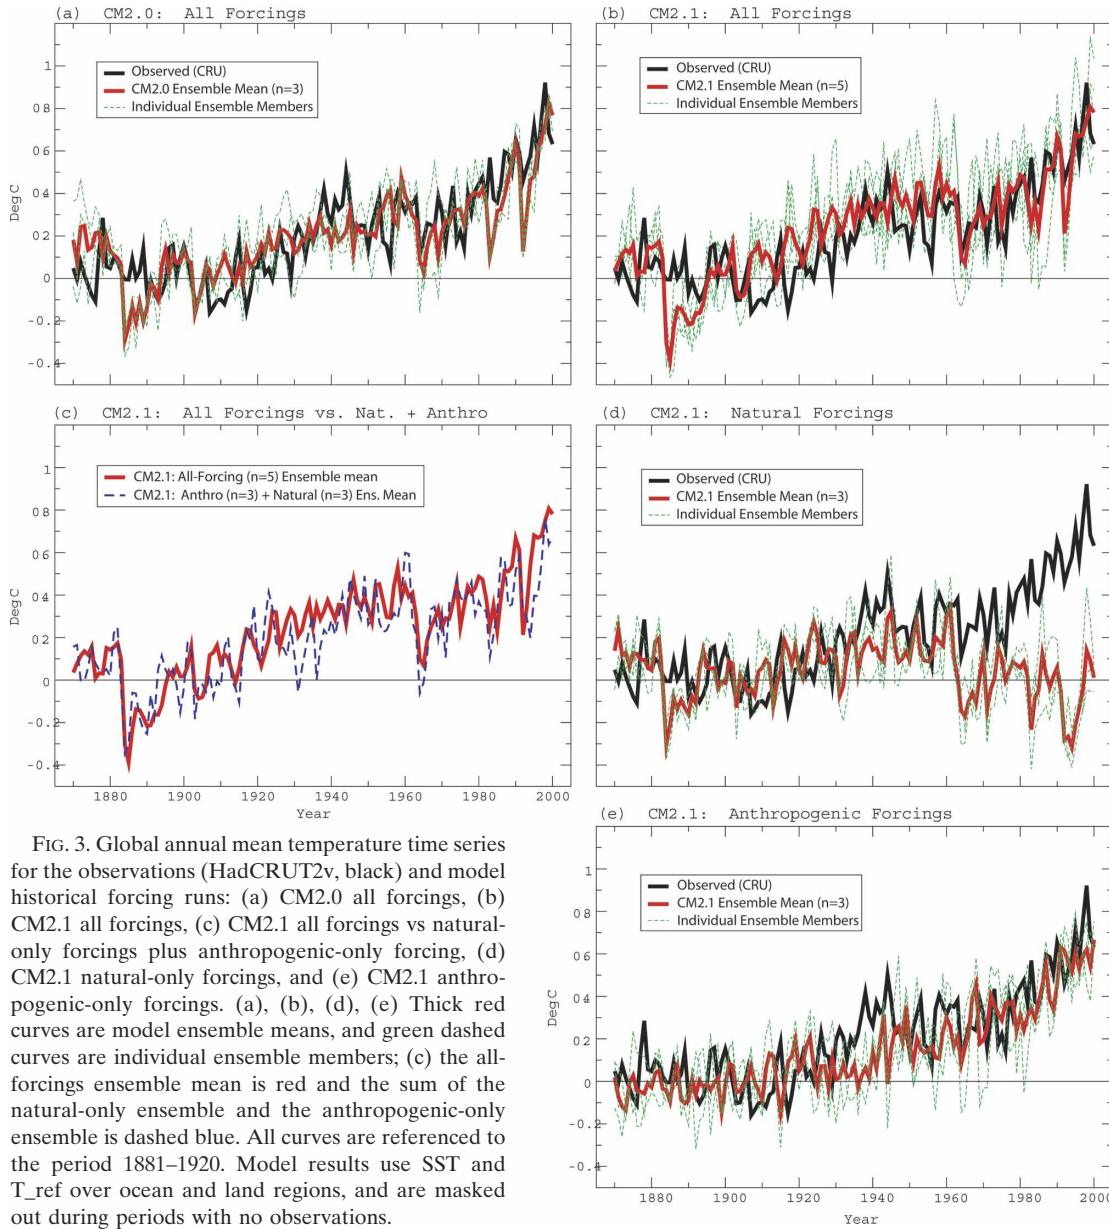 (a) CM2.0: All Forcings
DegC
1
0.8
0.6
0.4
0.2
0
-0.2
-0.4
Observed (CRU)
CM2.0 Ensemble Mean (n=3)
Individual Ensemble Members
(b) CM2.1: All Forcings
Observed (CRU)
CM2.1 Ensemble Mean (n=5)
Individual Ensemble Members
(c) CM2.1: All Forcings vs. Nat. + Anthro
DegC
1
0.8
0.6
0.4
0.2
0
-0.2
-0.4
CM2.1: All-Forcing (n=5) Ensemble mean
CM2.1: Anthro (n=3) + Natural (n=3) Ens. Mean
1880 1900 1920 1940 1960 1980 2000
Year
(d) CM2.1: Natural Forcings
Observed (CRU)
CM2.1 Ensemble Mean (n=3)
Individual Ensemble Members
(e) CM2.1: Anthropogenic Forcings
DegC
1
0.8
0.6
0.4
0.2
0
-0.2
-0.4
Observed (CRU)
CM2.1 Ensemble Mean (n=3)
Individual Ensemble Members
1880 1900 1920 1940 1960 1980 2000
Year
FIG. 3. Global annual mean temperature time series
for the observations (HadCRUT2v, black) and model
historical forcing runs: (a) CM2.0 all forcings, (b)
CM2.1 all forcings, (c) CM2.1 all forcings vs natural-
only forcings plus anthropogenic-only forcing, (d)
CM2.1 natural-only forcings, and (e) CM2.1 anthro-
pogenic-only forcings. (a), (b), (d), (e) Thick red
curves are model ensemble means, and green dashed
curves are individual ensemble members; (c) the all-
forcings ensemble mean is red and the sum of the
natural-only ensemble and the anthropogenic-only
ensemble is dashed blue. All curves are referenced to
the period 1881–1920. Model results use SST and
T_ref over ocean and land regions, and are masked
out during periods with no observations.